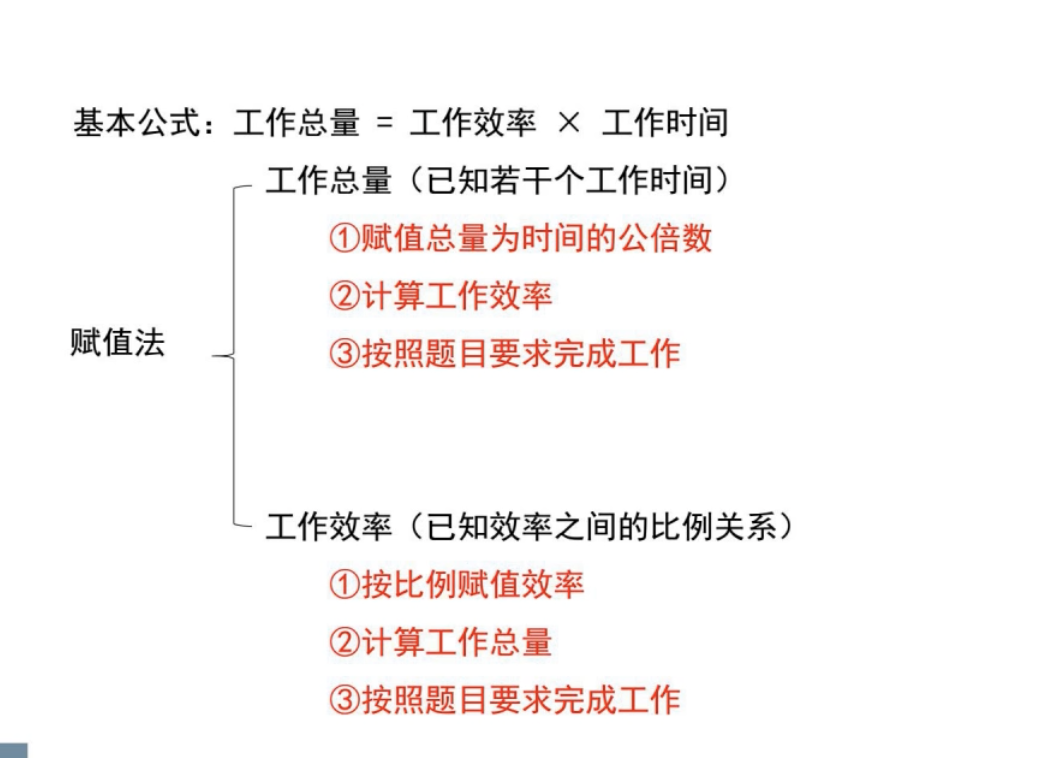 基本公式：工作总量 = 工作效率 × 工作时间
工作总量（已知若干个工作时间）
①赋值总量为时间的公倍数
②计算工作效率
③按照题目要求完成工作
赋值法
工作效率（已知效率之间的比例关系）
①按比例赋值效率
②计算工作总量
③按照题目要求完成工作